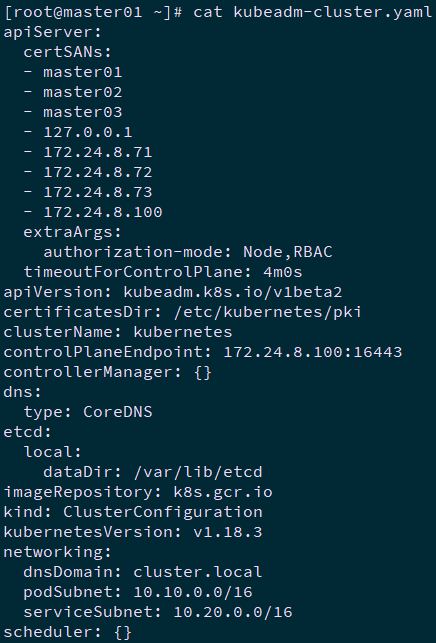 [root@master01 ~]# cat kubeadm-cluster.yaml
apiServer:
  certSANs:
  - master01
  - master02
  - master03
  - 127.0.0.1
  - 172.24.8.71
  - 172.24.8.72
  - 172.24.8.73
  - 172.24.8.100
  extraArgs:
    authorization-mode: Node,RBAC
  timeoutForControlPlane: 4m0s
apiVersion: kubeadm.k8s.io/v1beta2
certificatesDir: /etc/kubernetes/pki
clusterName: kubernetes
controlPlaneEndpoint: 172.24.8.100:16443
controllerManager: {}
dns:
  type: CoreDNS
etcd:
  local:
    dataDir: /var/lib/etcd
imageRepository: k8s.gcr.io
kind: ClusterConfiguration
kubernetesVersion: v1.18.3
networking:
  dnsDomain: cluster.local
  podSubnet: 10.10.0.0/16
  serviceSubnet: 10.20.0.0/16
scheduler: {}